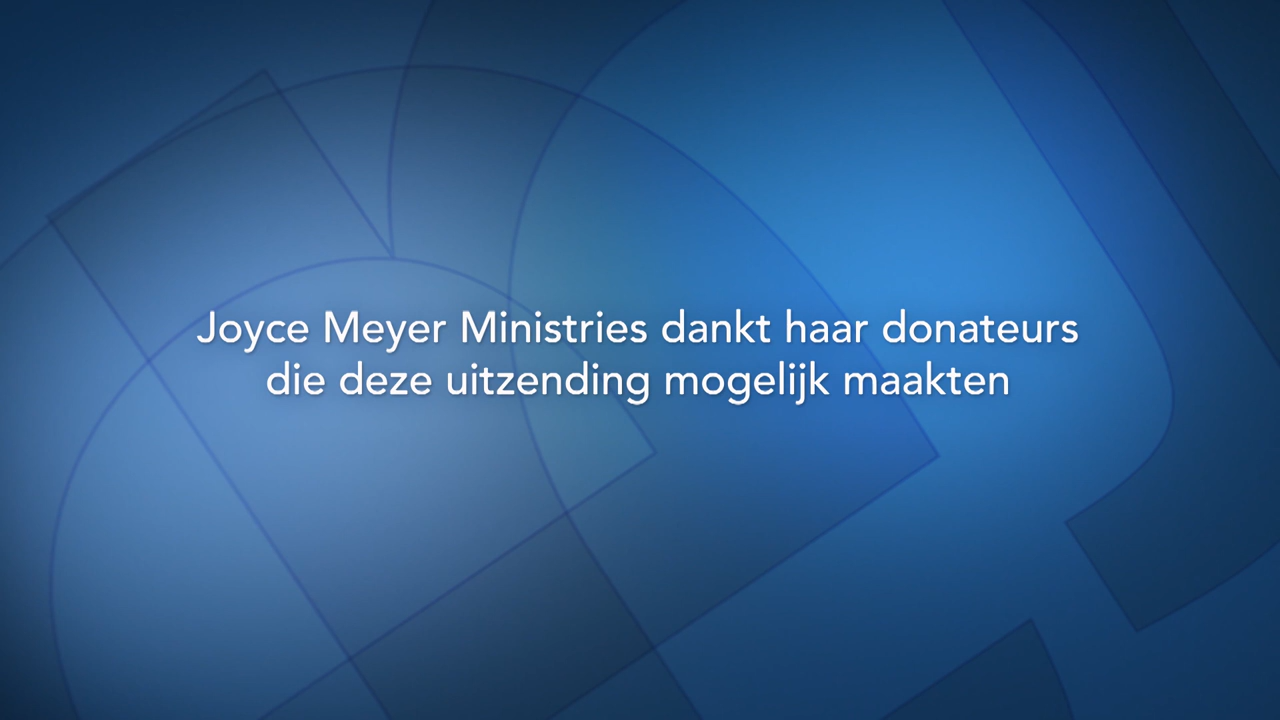 Joyce Meyer Ministries dankt haar donateurs
die deze uitzending mogelijk maakten